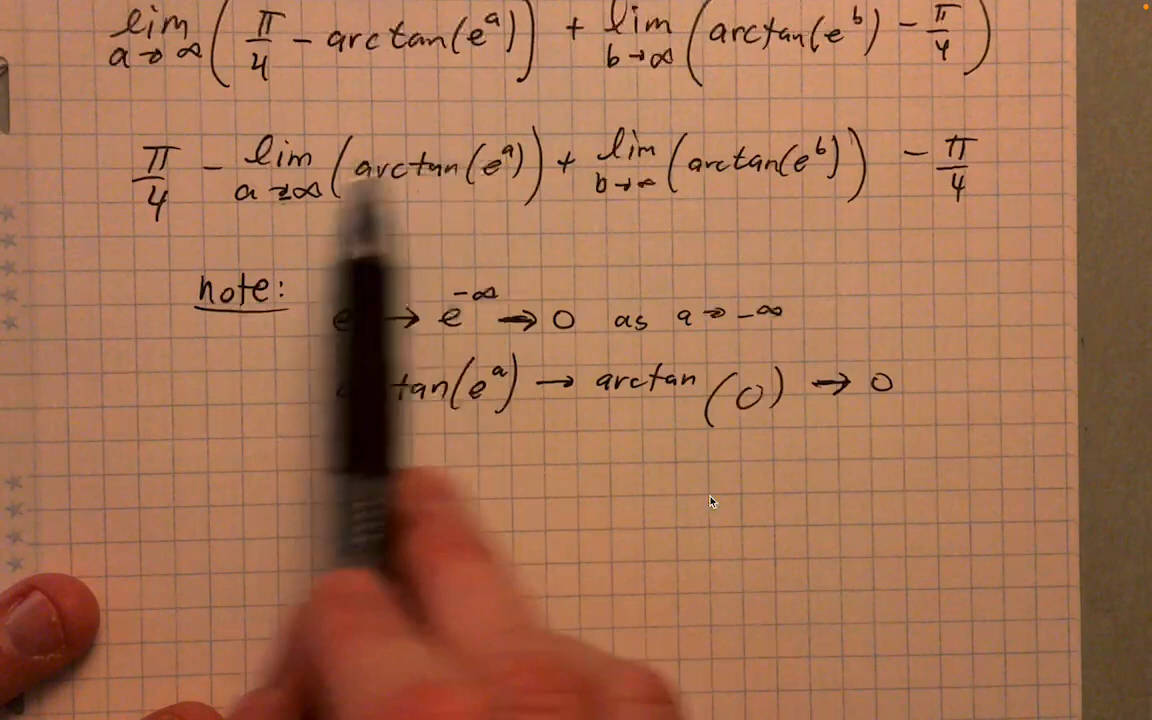 lim a→∞ (π/4 - arctan(e^a)) + lim b→∞ (arctan(e^b) - π/4)
π/4 - lim a→∞ (arctan(e^a)) + lim b→∞ (arctan(e^b)) - π/4
note: e → e^-∞ → 0 as a→-∞
tan(e^a) → arctan(0) → 0